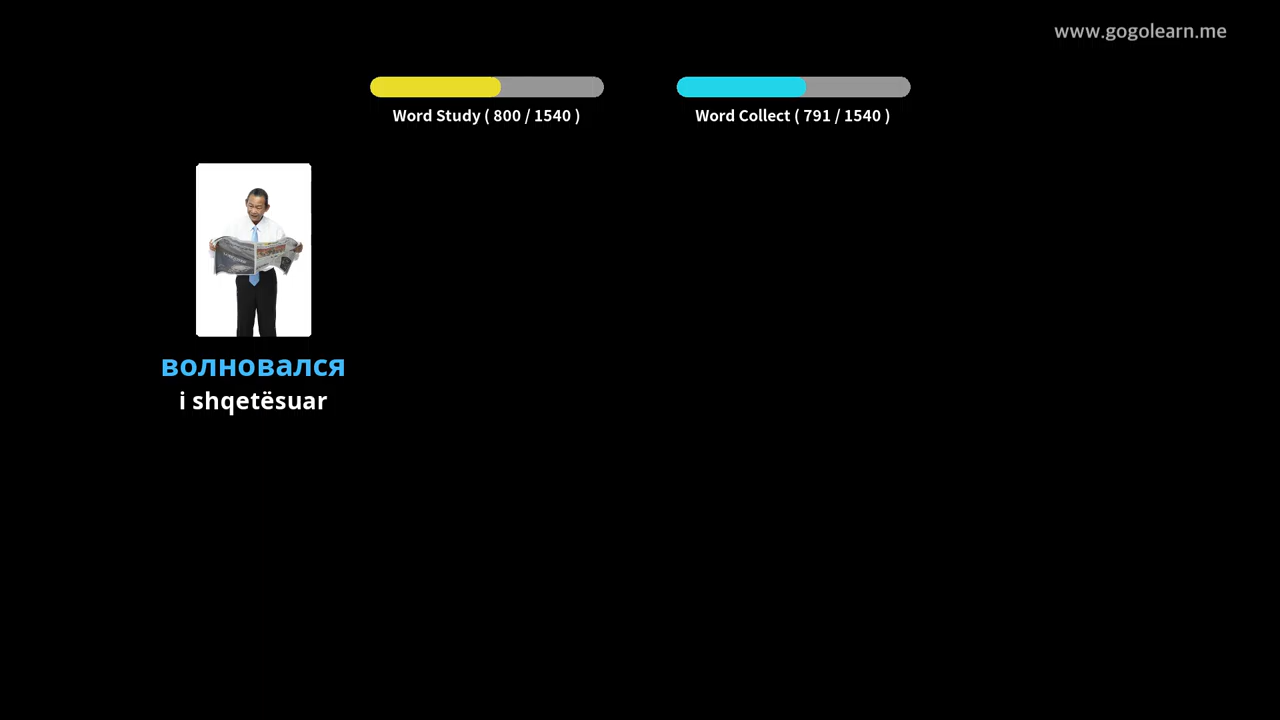 www.gogolearn.me
Word Study ( 800 / 1540 )
Word Collect ( 791 / 1540 )
волновался
i shqetësuar